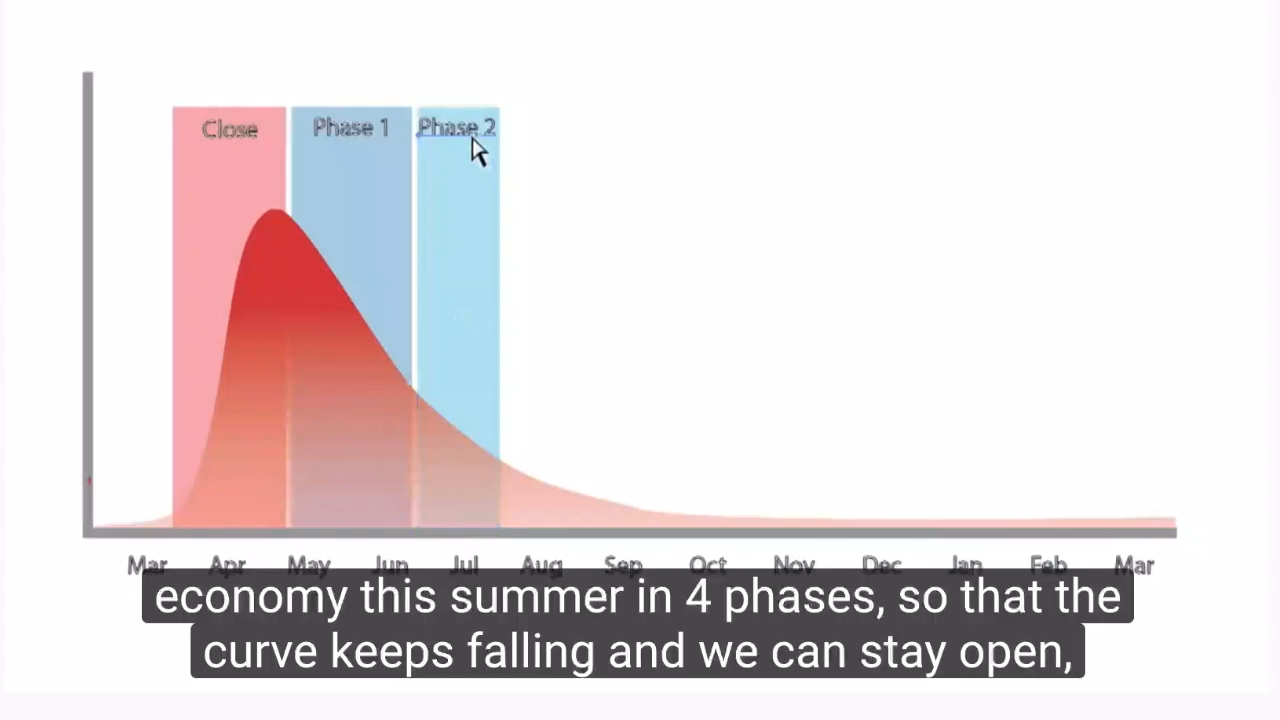 Close Phase 1 Phase 2
Mar Apr May Jun Jul Aug Sep Oct Nov Dec Jan Feb Mar
economy this summer in 4 phases, so that the
curve keeps falling and we can stay open,